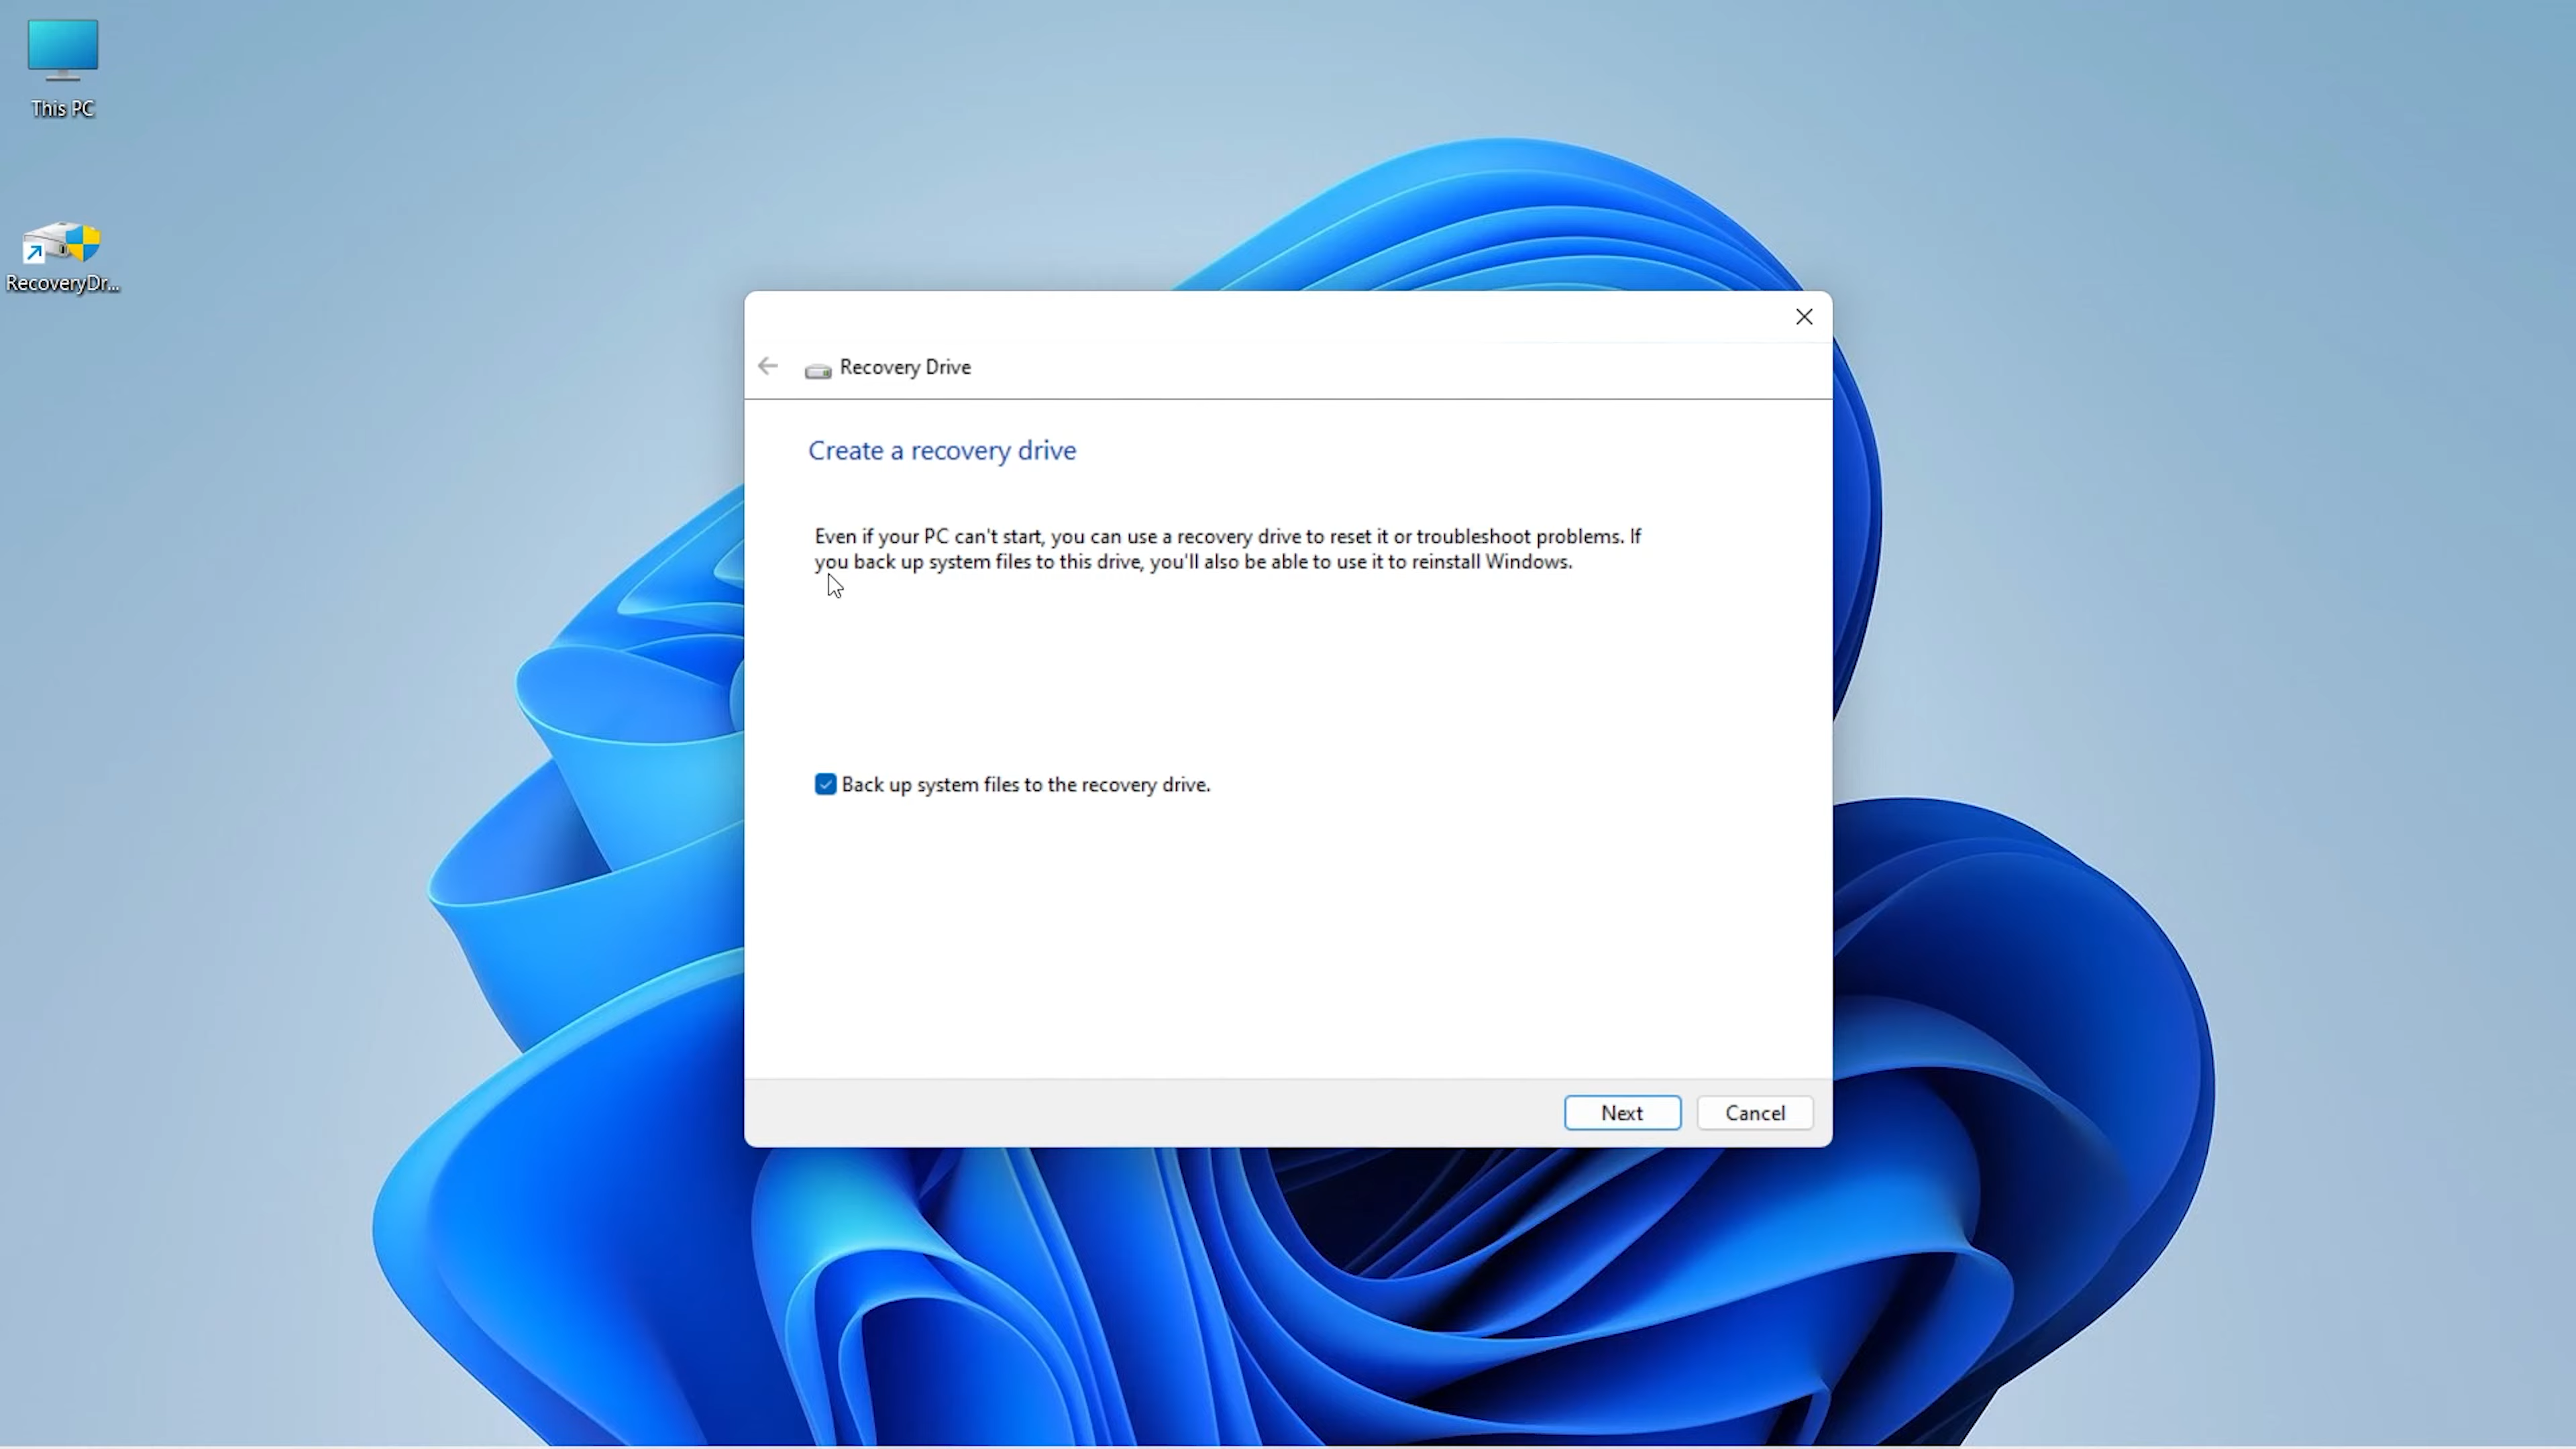 This PC
RecoveryDr...
Recovery Drive
Create a recovery drive
Even if your PC can't start, you can use a recovery drive to reset it or troubleshoot problems. If
you back up system files to this drive, you'll also be able to use it to reinstall Windows.
Back up system files to the recovery drive.
Next
Cancel